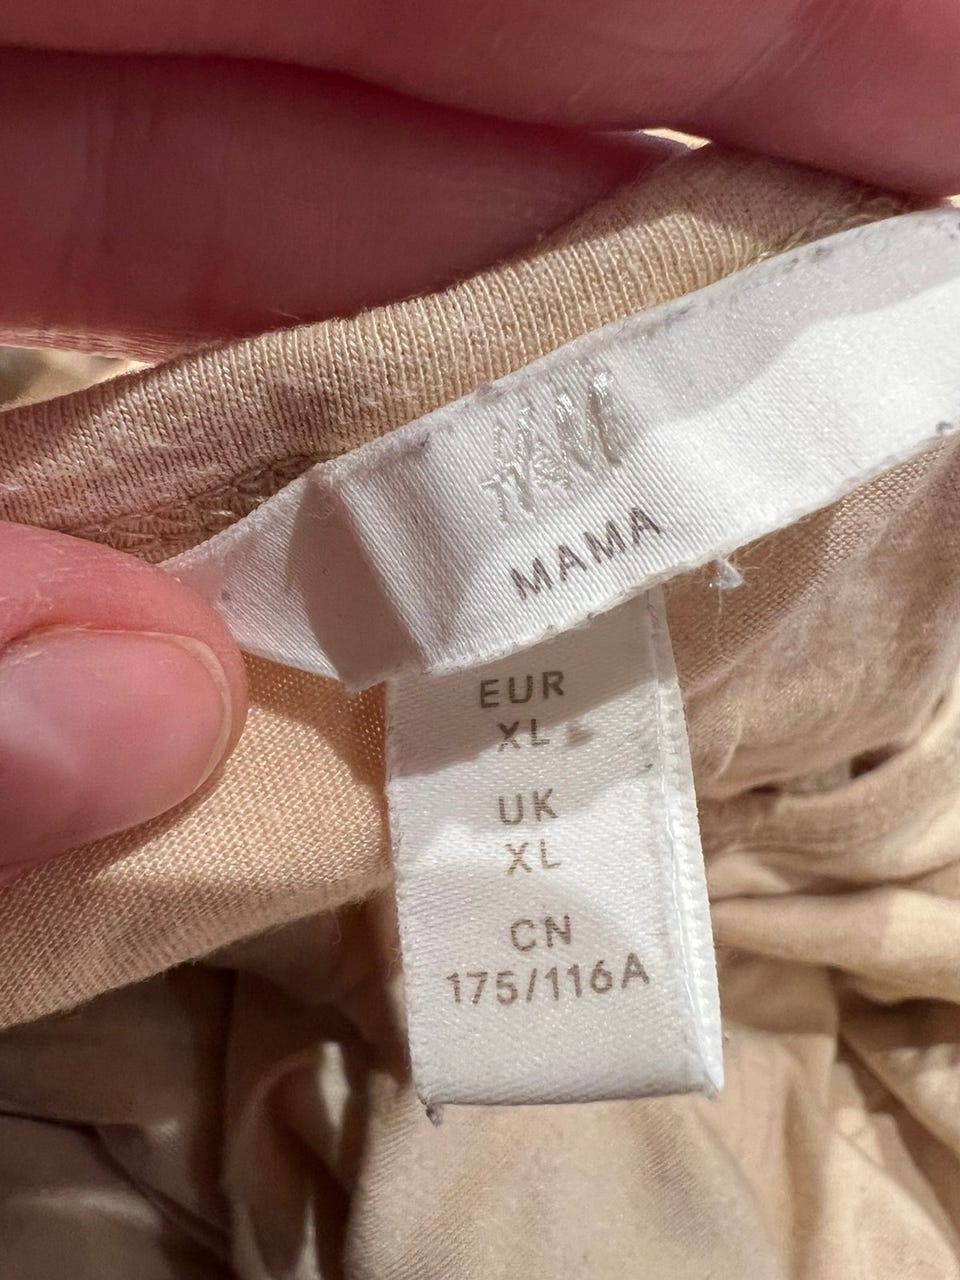 H&M
MAMA
EUR
XL
UK
XL
CN
175/116A